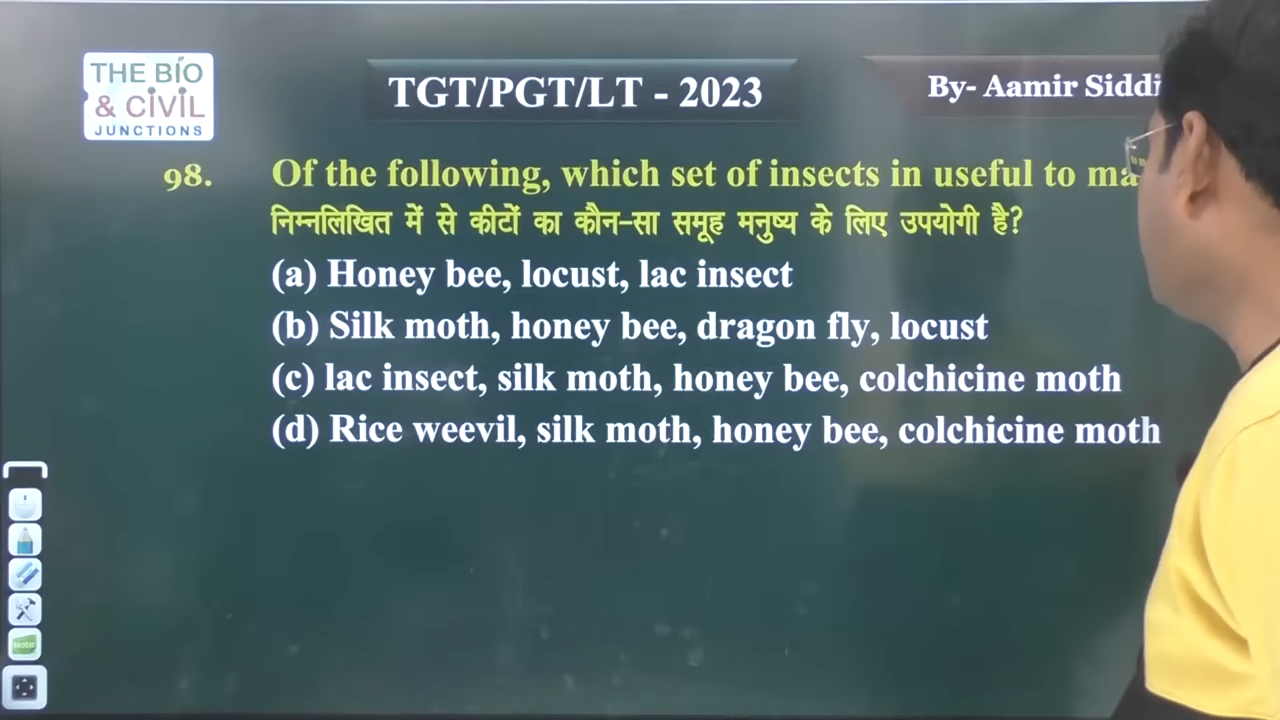 THE BIO
& CIVIL
JUNCTIONS
TGT/PGT/LT - 2023
By- Aamir
98.
Of the following, which set of insects in useful to
निम्नलिखित में से कीटों का कौन-सा समूह मनुष्य के लिए उपयोगी है?
(a) Honey bee, locust, lac insect
(b) Silk moth, honey bee, dragon fly, locust
(c) lac insect, silk moth, honey bee, colchicine moth
(d) Rice weevil, silk moth, honey bee, colchicine moth
Note